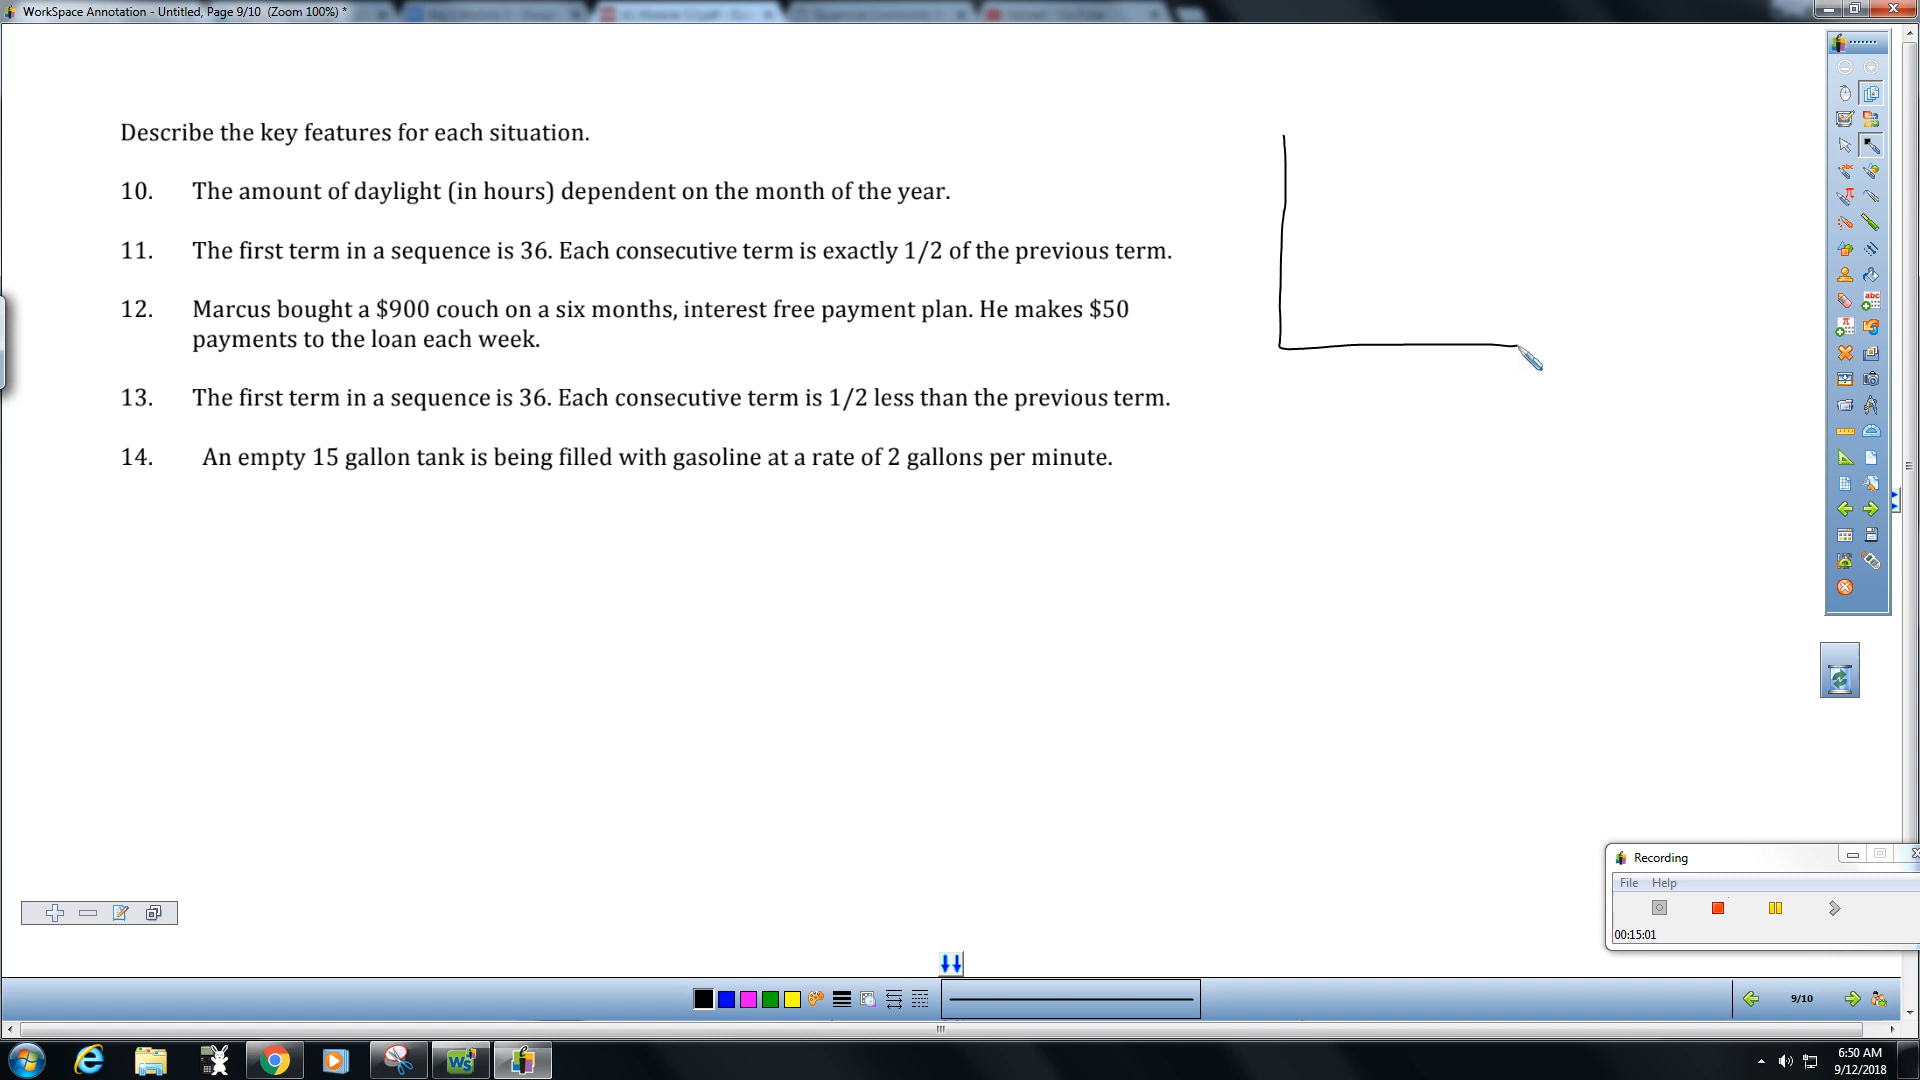 WorkSpace Annotation - Untitled, Page 9/10 (Zoom 100%) *
Describe the key features for each situation.
10. The amount of daylight (in hours) dependent on the month of the year.
11. The first term in a sequence is 36. Each consecutive term is exactly 1/2 of the previous term.
12. Marcus bought a $900 couch on a six months, interest free payment plan. He makes $50
payments to the loan each week.
13. The first term in a sequence is 36. Each consecutive term is 1/2 less than the previous term.
14. An empty 15 gallon tank is being filled with gasoline at a rate of 2 gallons per minute.
Recording
File Help
00:15:01
9/10
6:50 AM
9/12/2018